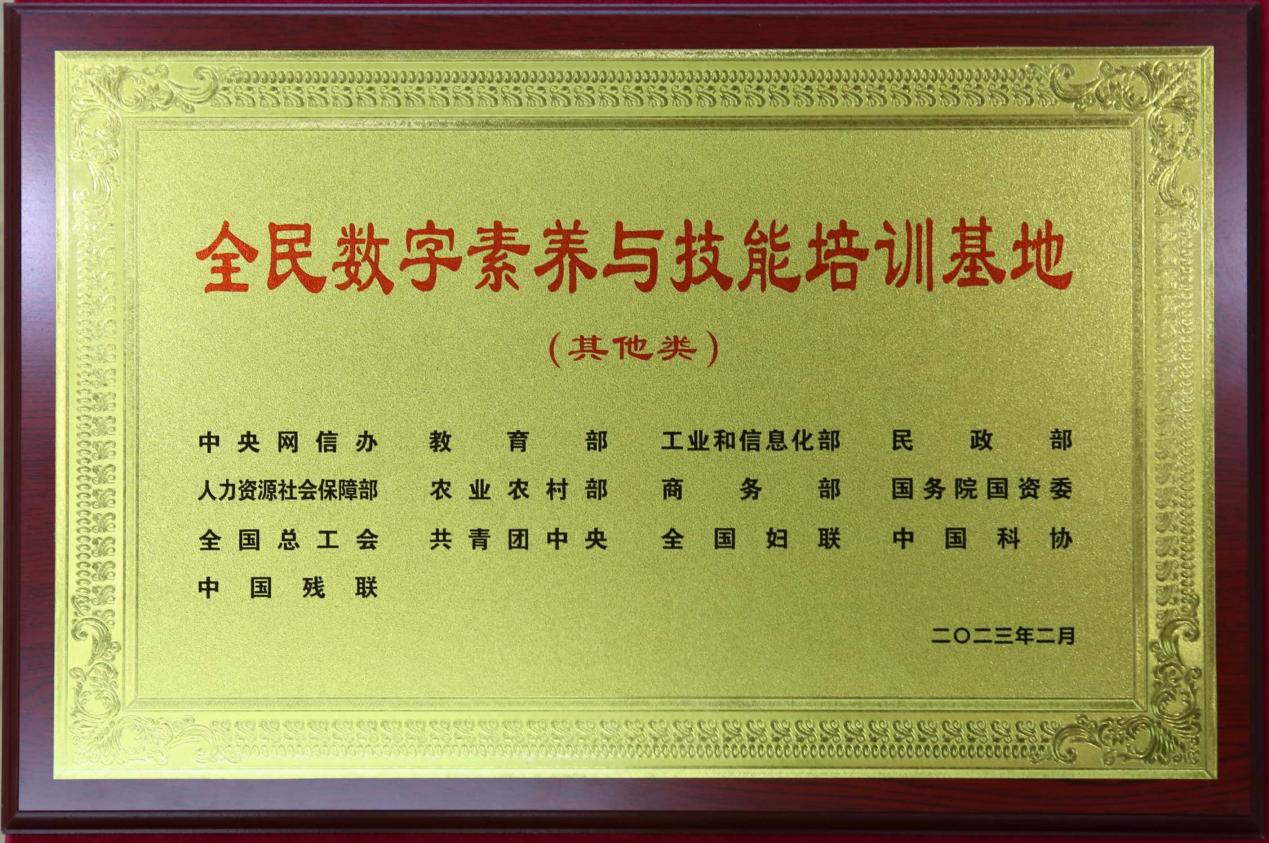 全民数字素养与技能培训基地
（其他类）
中央网信办 教育部 工业和信息化部 民政部
人力资源社会保障部 农业农村部 商务部 国务院国资委
全国总工会 共青团中央 全国妇联 中国科协
中国残联
二〇二三年二月